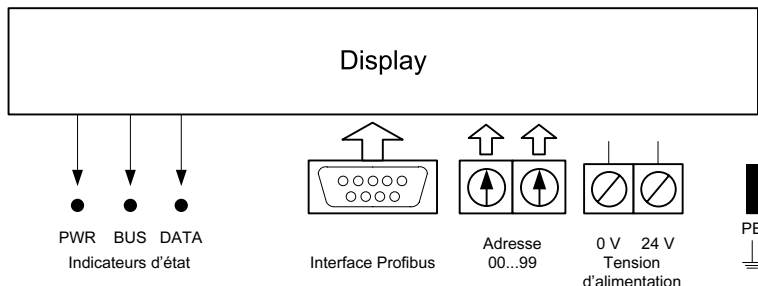 Display
PWR BUS DATA
Indicateurs d'état
Interface Profibus
Adresse
00...99
0 V 24 V
Tension
d'alimentation